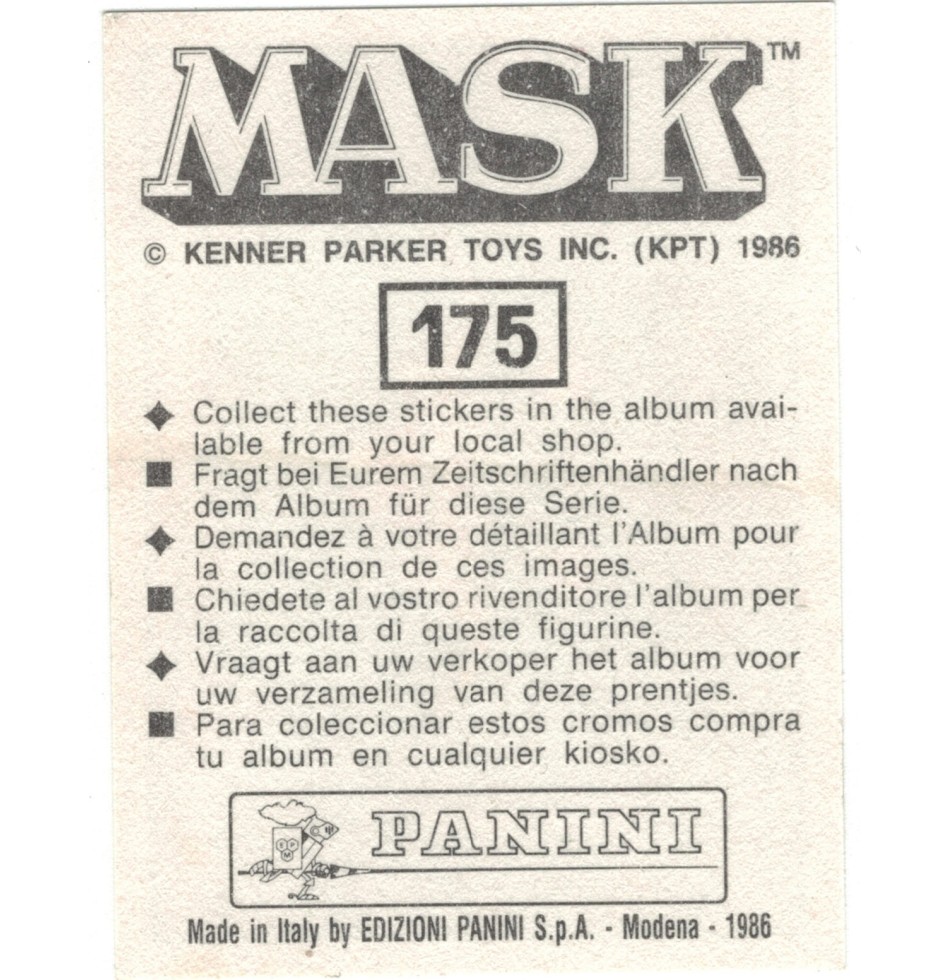 MASK™
© KENNER PARKER TOYS INC. (KPT) 1986
175
◆ Collect these stickers in the album avai-
lable from your local shop.
■ Fragt bei Eurem Zeitschriftenhändler nach
dem Album für diese Serie.
◆ Demandez à votre détaillant l'Album pour
la collection de ces images.
■ Chiedete al vostro rivenditore l'album per
la raccolta di queste figurine.
◆ Vraagt aan uw verkoper het album voor
uw verzameling van deze prentjes.
■ Para coleccionar estos cromos compra
tu album en cualquier kiosko.
PANINI
Made in Italy by EDIZIONI PANINI S.p.A. - Modena - 1986